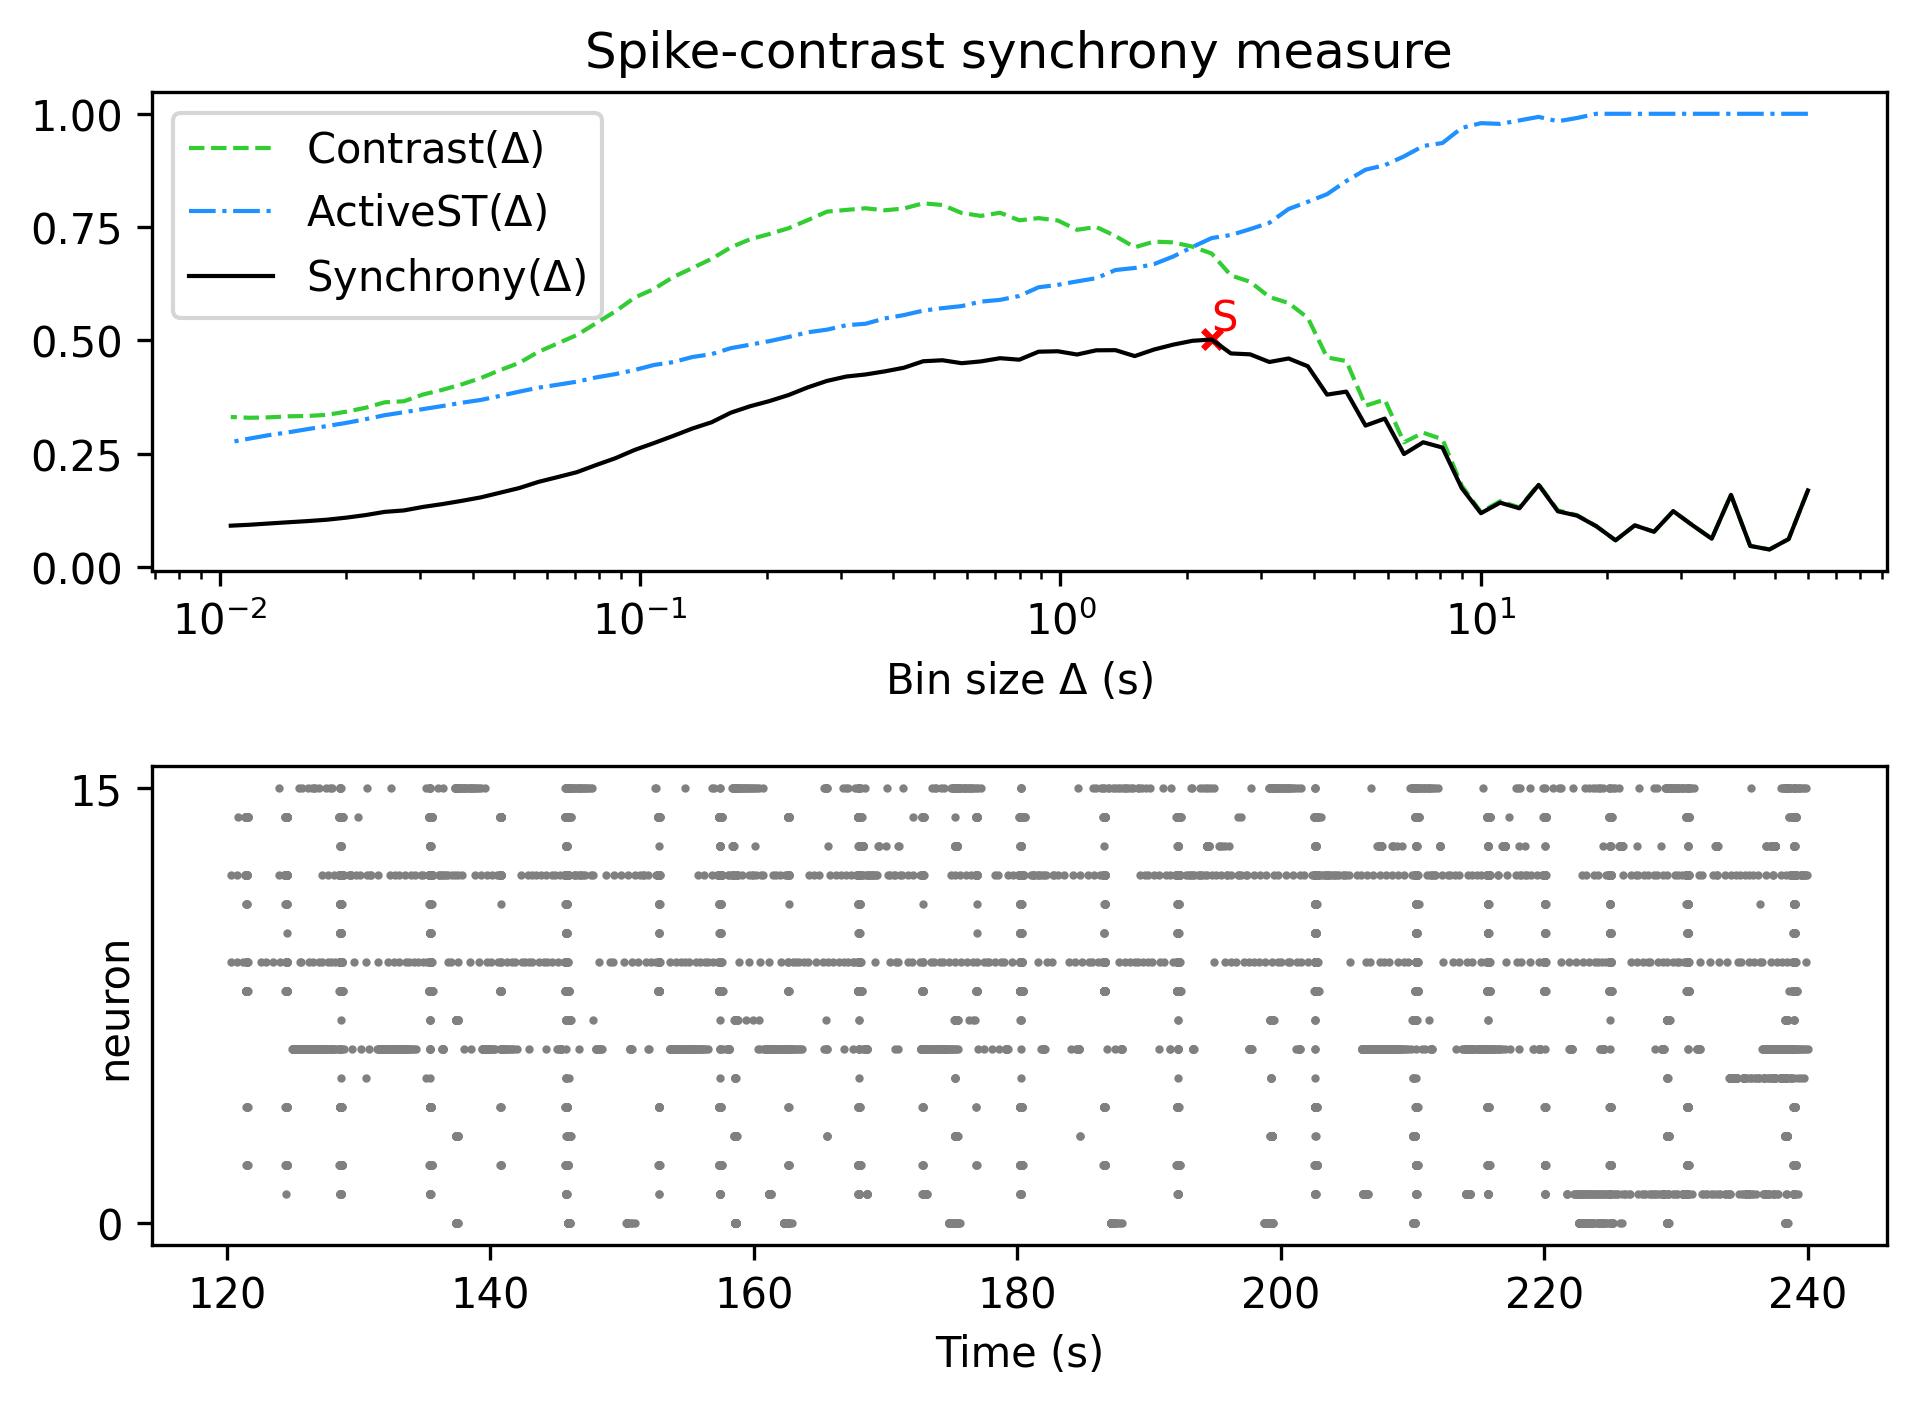 Spike-contrast synchrony measure
1.00
0.75
0.50
0.25
0.00
Contrast(Δ)
ActiveST(Δ)
Synchrony(Δ)
S
10⁻² 10⁻¹ 10⁰ 10¹
Bin size Δ (s)
15
0
neuron
120 140 160 180 200 220 240
Time (s)